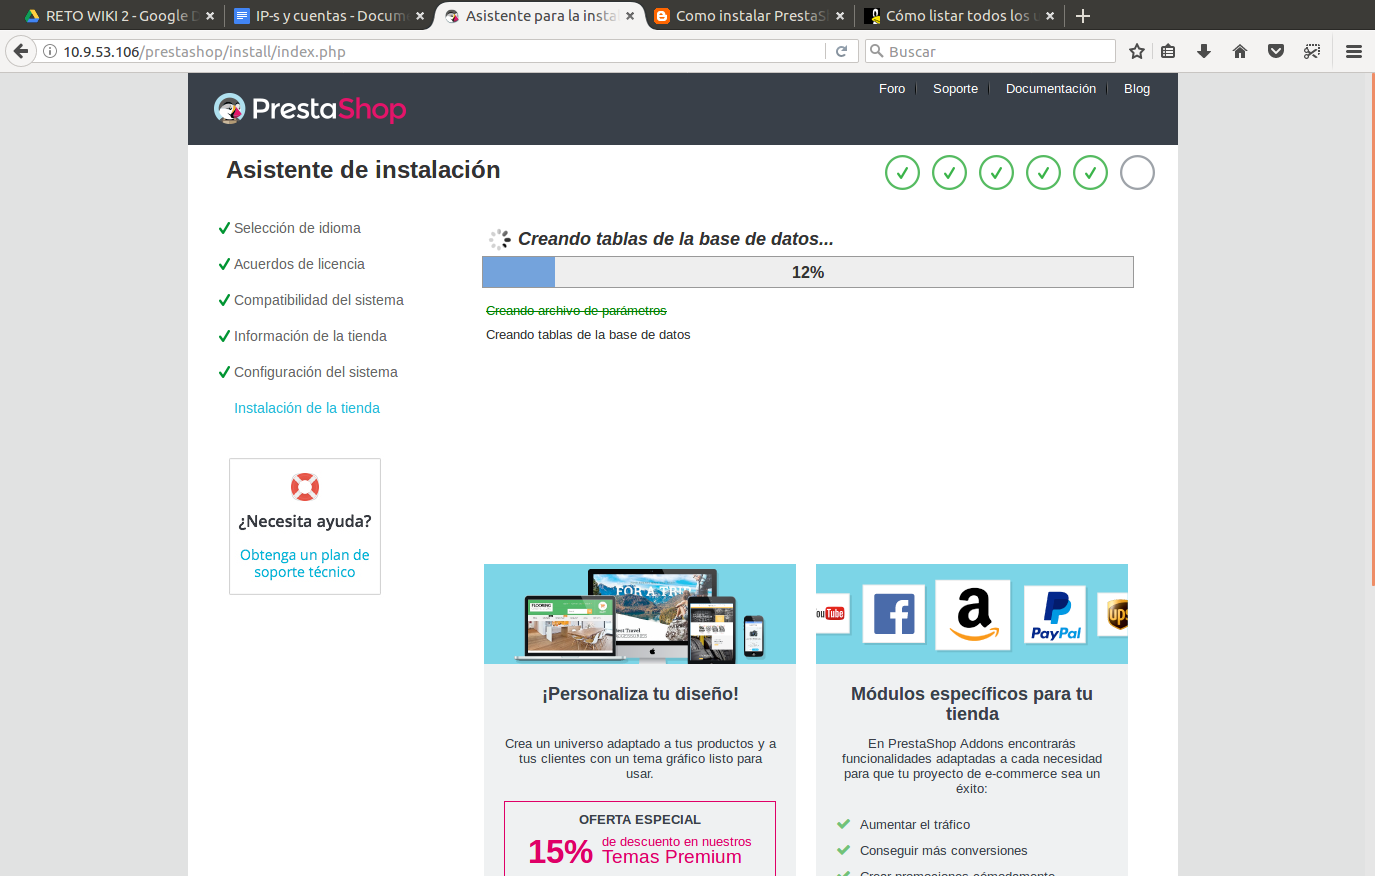 RETO WIKI 2 - Google D
IP-s y cuentas - Docum
Asistente para la insta
Como instalar PrestaS
Cómo listar todos los u
10.9.53.106/prestashop/install/index.php
Buscar
PrestaShop
Foro
Soporte
Documentación
Blog
Asistente de instalación
Selección de idioma
Acuerdos de licencia
Compatibilidad del sistema
Información de la tienda
Configuración del sistema
Instalación de la tienda
¿Necesita ayuda?
Obtenga un plan de
soporte técnico
Creando tablas de la base de datos...
12%
Creando archivo de parámetros
Creando tablas de la base de datos
FOR A TRE
FLOORING
Best Travel
ACCESSORIES
ouTube
a
PayPal
ups
¡Personaliza tu diseño!
Crea un universo adaptado a tus productos y a
tus clientes con un tema gráfico listo para
usar.
OFERTA ESPECIAL
15%
de descuento en nuestros
Temas Premium
Módulos específicos para tu
tienda
En PrestaShop Addons encontrarás
funcionalidades adaptadas a cada necesidad
para que tu proyecto de e-commerce sea un
éxito:
Aumentar el tráfico
Conseguir más conversiones
Crear promociones cómodamente